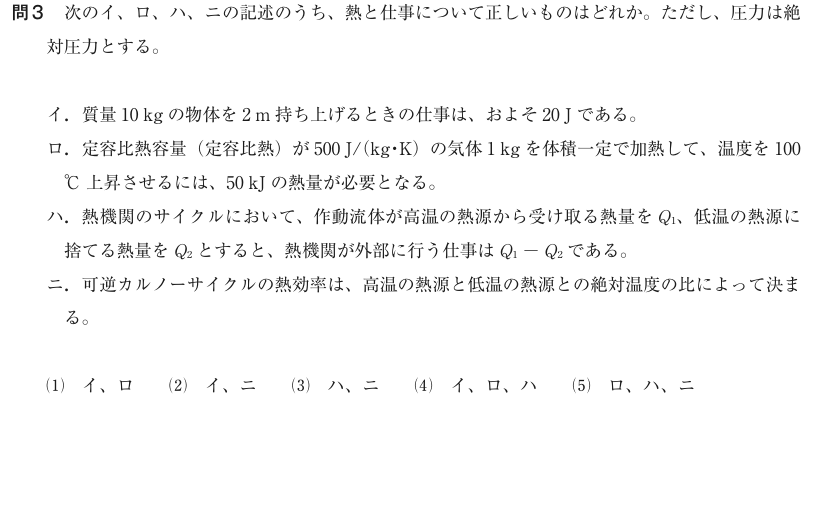 問3 次のイ、ロ、ハ、ニの記述のうち、熱と仕事について正しいものはどれか。ただし、圧力は絶
対圧力とする。
イ．質量 10 kg の物体を 2 m 持ち上げるときの仕事は、およそ 20 J である。
ロ．定容比熱容量（定容比熱）が 500 J/(kg•K) の気体 1 kg を体積一定で加熱して、温度を 100
℃ 上昇させるには、50 kJ の熱量が必要となる。
ハ．熱機関のサイクルにおいて、作動流体が高温の熱源から受け取る熱量を Q₁、低温の熱源に
捨てる熱量を Q₂ とすると、熱機関が外部に行う仕事は Q₁ － Q₂ である。
ニ．可逆カルノーサイクルの熱効率は、高温の熱源と低温の熱源との絶対温度の比によって決ま
る。
(1) イ、ロ (2) イ、ニ (3) ハ、ニ (4) イ、ロ、ハ (5) ロ、ハ、ニ